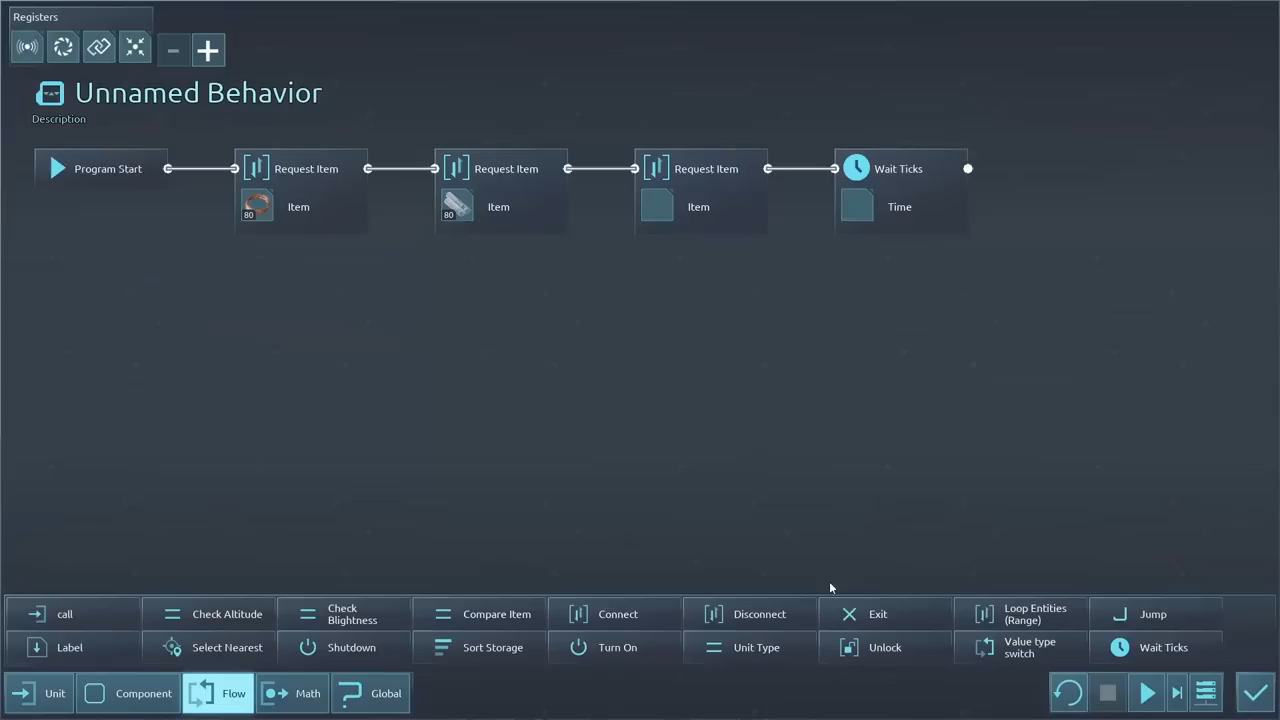 Registers
Unnamed Behavior
Description
Program Start
Request Item
Request Item
Request Item
Wait Ticks
80
Item
80
Item
Item
Time
call
Check Altitude
Check
Blightness
Compare Item
Connect
Disconnect
Exit
Loop Entities
(Range)
Jump
Label
Select Nearest
Shutdown
Sort Storage
Turn On
Unit Type
Unlock
Value type
switch
Wait Ticks
Unit
Component
Flow
Math
Global